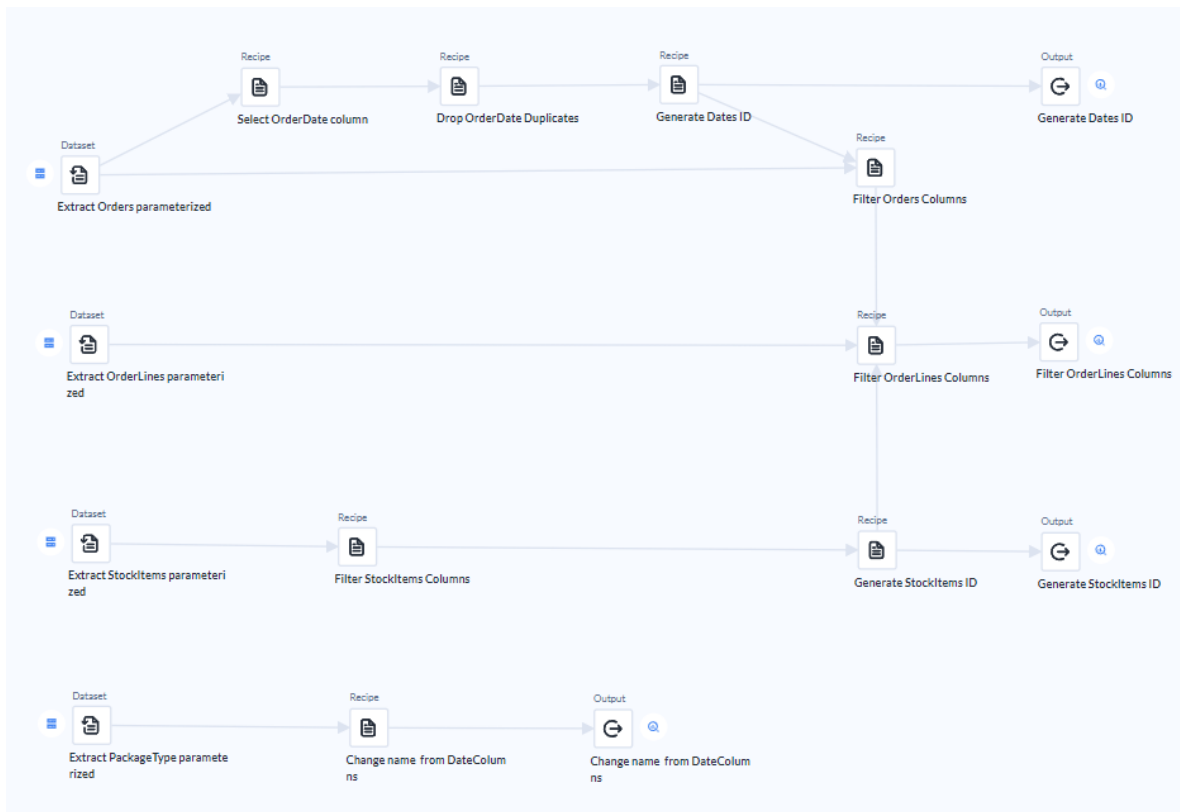 Recipe
Recipe
Recipe
Output
Select OrderDate column
Drop OrderDate Duplicates
Generate Dates ID
Generate Dates ID
Dataset
Recipe
Extract Orders parameterized
Filter Orders Columns
Dataset
Recipe
Output
Extract OrderLines parameteri
zed
Filter OrderLines Columns
Filter OrderLines Columns
Dataset
Recipe
Recipe
Output
Extract StockItems parameteri
zed
Filter StockItems Columns
Generate StockItems ID
Generate StockItems ID
Dataset
Recipe
Output
Extract PackageType paramete
rized
Change name from DateColum
ns
Change name from DateColum
ns